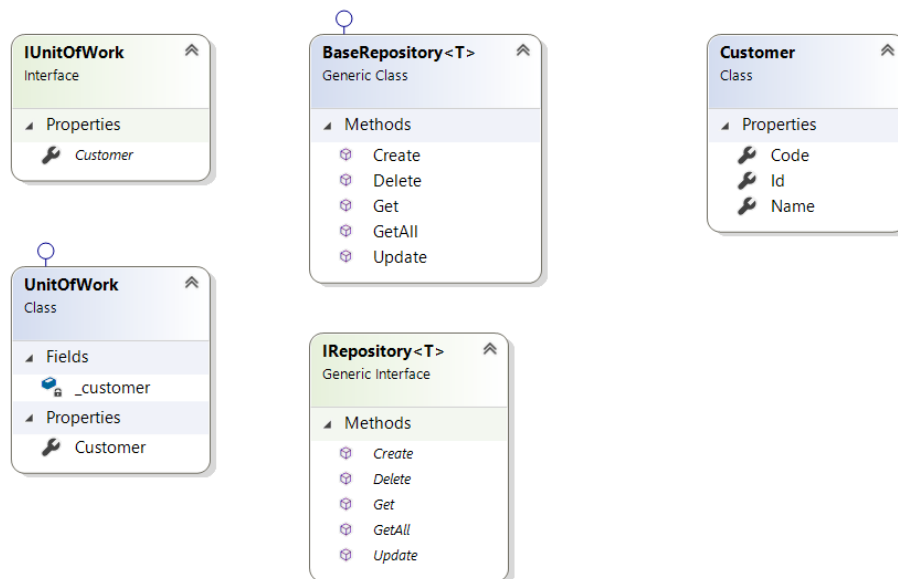 IUnitOfWork
Interface
Properties
Customer
UnitOfWork
Class
Fields
_customer
Properties
Customer
BaseRepository<T>
Generic Class
Methods
Create
Delete
Get
GetAll
Update
IRepository<T>
Generic Interface
Methods
Create
Delete
Get
GetAll
Update
Customer
Class
Properties
Code
Id
Name